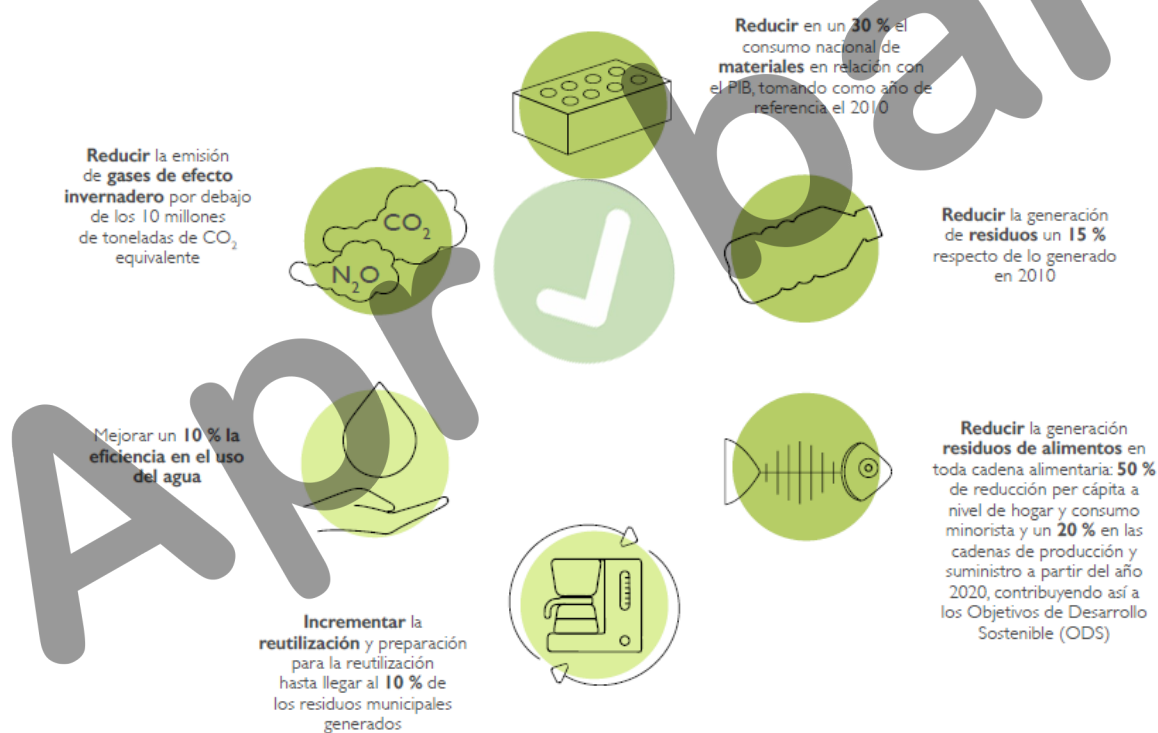 Reducir en un 30 % el
consumo nacional de
materiales en relación con
el PIB, tomando como año de
referencia el 2010
Reducir la emisión
de gases de efecto
invernadero por debajo
de los 10 millones
de toneladas de CO₂
equivalente
CO₂
N₂O
Reducir la generación
de residuos un 15 %
respecto de lo generado
en 2010
Mejorar un 10 % la
eficiencia en el uso
del agua
Reducir la generación
residuos de alimentos en
toda cadena alimentaria: 50 %
de reducción per cápita a
nivel de hogar y consumo
minorista y un 20 % en las
cadenas de producción y
suministro a partir del año
2020, contribuyendo así a
los Objetivos de Desarrollo
Sostenible (ODS)
Incrementar la
reutilización y preparación
para la reutilización
hasta llegar al 10 % de
los residuos municipales
generados